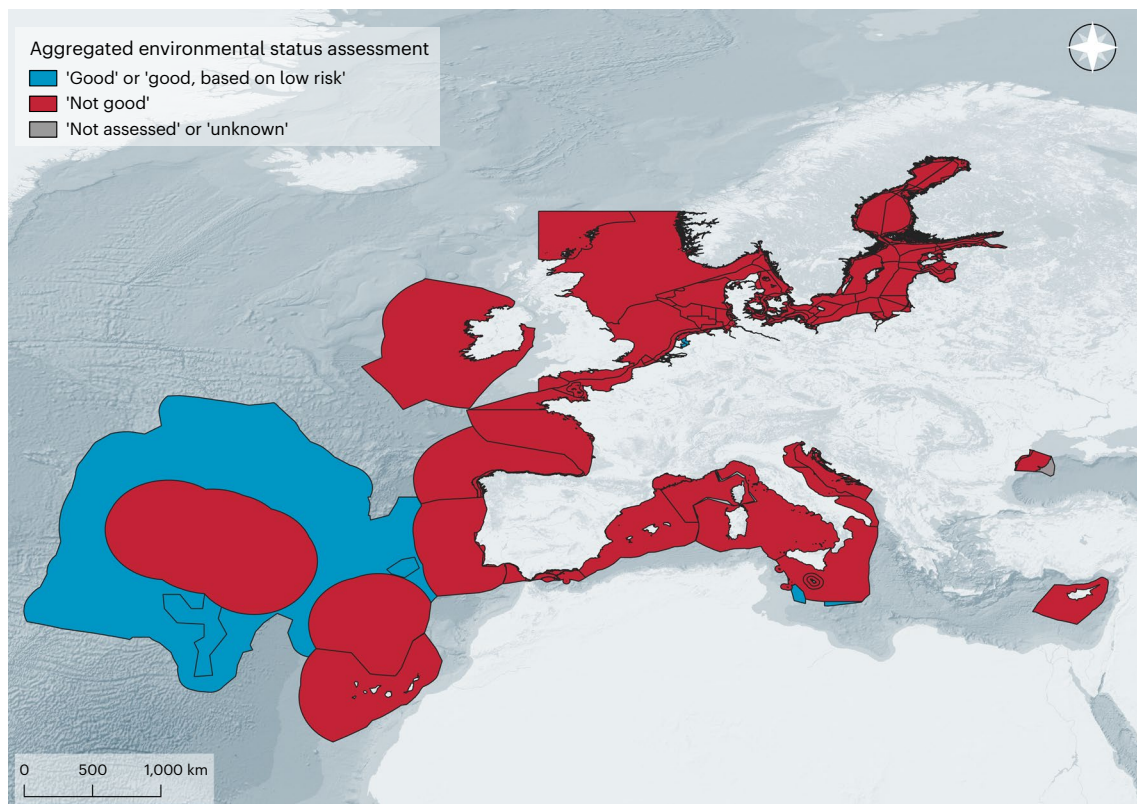 Aggregated environmental status assessment
'Good' or 'good, based on low risk'
'Not good'
'Not assessed' or 'unknown'
0 500 1,000 km